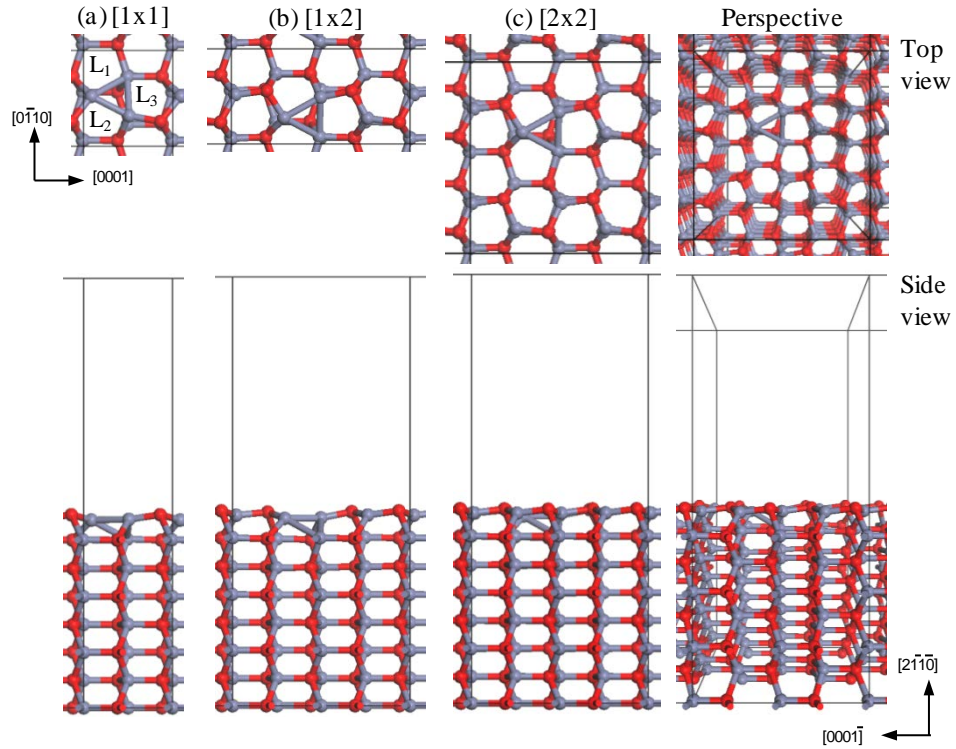 (a) [1x1]
(b) [1x2]
(c) [2x2]
Perspective
Top
view
L₁
L₃
L₂
[01̄10]
[0001]
Side
view
[21̄1̄0]
[0001̄]